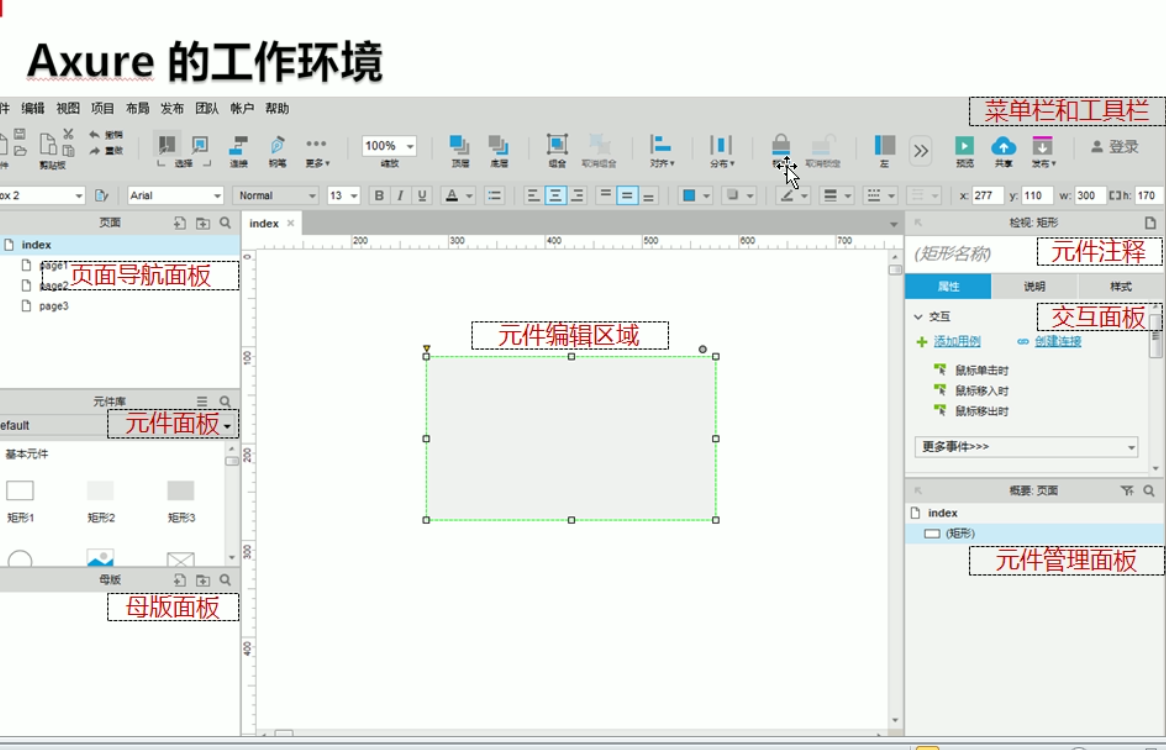 Axure 的工作环境
件 编辑 视图 项目 布局 发布 团队 帐户 帮助
菜单栏和工具栏
撤销
重做
件 剪贴板 选择 连接 钢笔 更多▾
100%
缩放
顶层 底层 组合 取消组合 对齐▾ 分布▾ 取消锁定 左 预览 共享 发布▾ 登录
ox 2 Arial Normal 13 B I U A x: 277 y: 110 w: 300 h: 170
页面
index
page1
page2
page3
页面导航面板
元件库
元件面板
efault
基本元件
矩形1 矩形2 矩形3
母版
母版面板
index
200 300 400 500 600 700
0
100
200
300
400
元件编辑区域
检视: 矩形
(矩形名称)
元件注释
属性 说明 样式
交互
交互面板
添加用例 创建连接
鼠标单击时
鼠标移入时
鼠标移出时
更多事件>>>
概要: 页面
index
(矩形)
元件管理面板